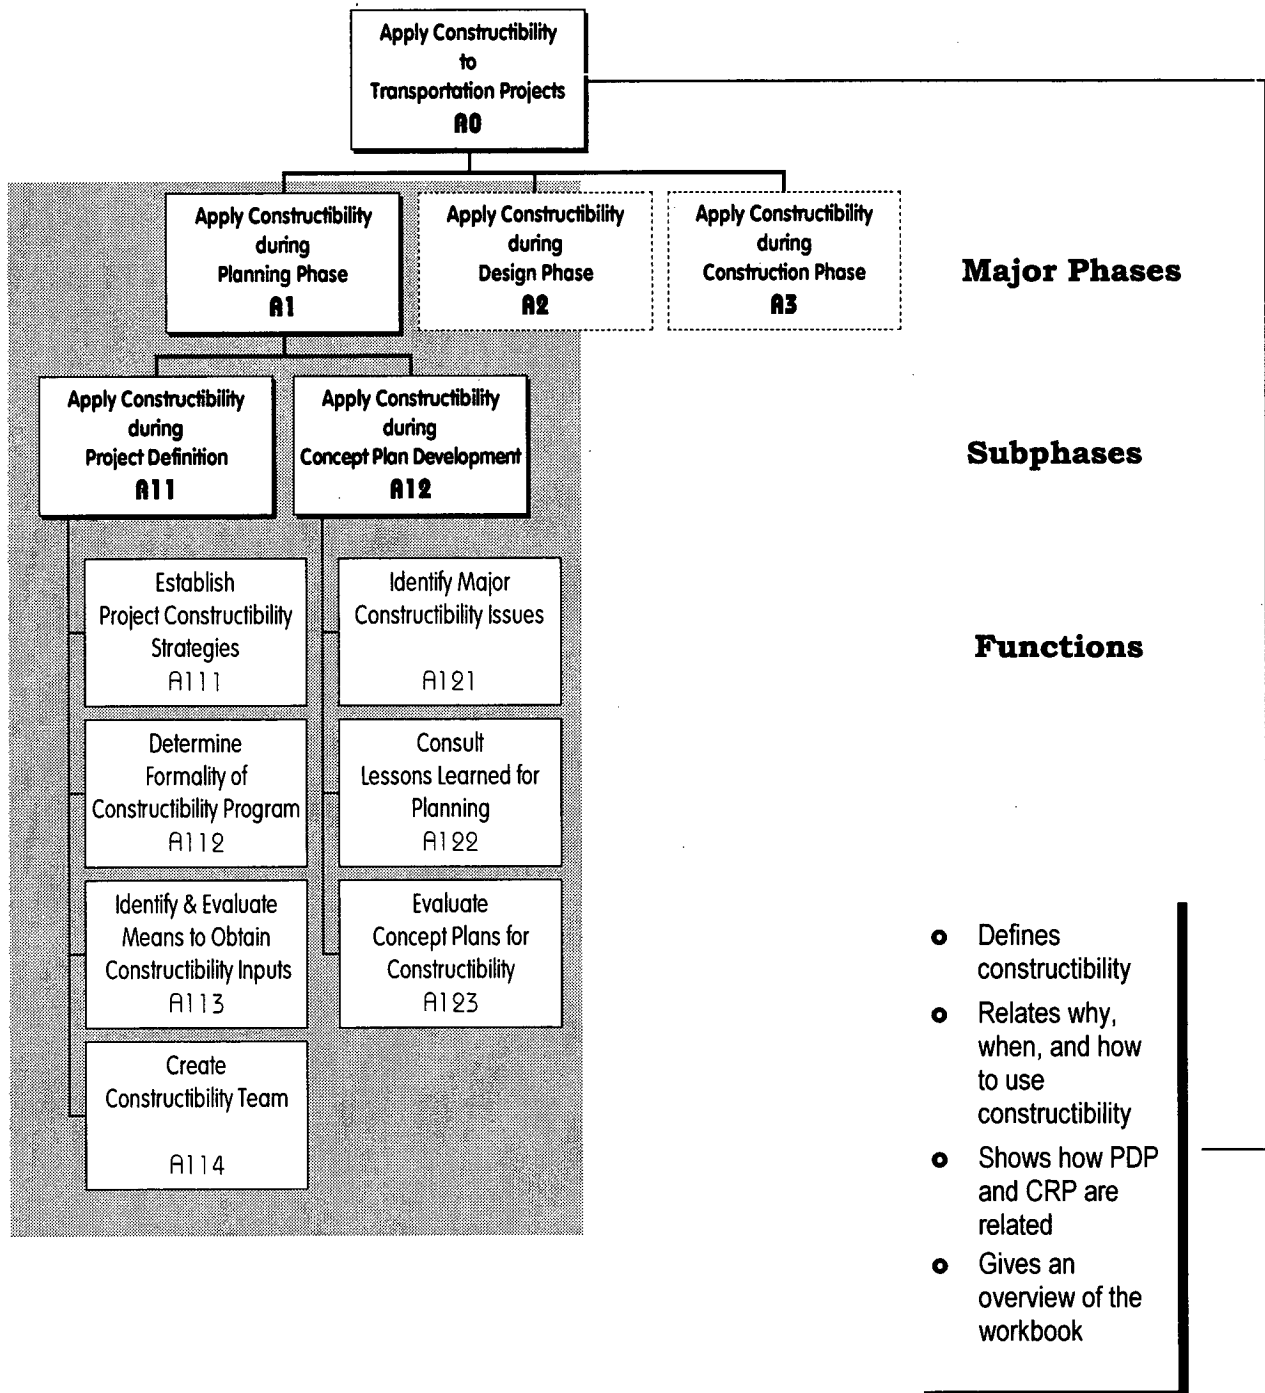 Apply Constructibility
to
Transportation Projects
A0
Apply Constructibility
during
Planning Phase
A1
Apply Constructibility
during
Design Phase
A2
Apply Constructibility
during
Construction Phase
A3
Major Phases
Apply Constructibility
during
Project Definition
A11
Apply Constructibility
during
Concept Plan Development
A12
Subphases
Establish
Project Constructibility
Strategies
A111
Identify Major
Constructibility Issues
A121
Functions
Determine
Formality of
Constructibility Program
A112
Consult
Lessons Learned for
Planning
A122
Identify & Evaluate
Means to Obtain
Constructibility Inputs
A113
Evaluate
Concept Plans for
Constructibility
A123
Create
Constructibility Team
A114
Defines
constructibility
Relates why,
when, and how
to use
constructibility
Shows how PDP
and CRP are
related
Gives an
overview of the
workbook